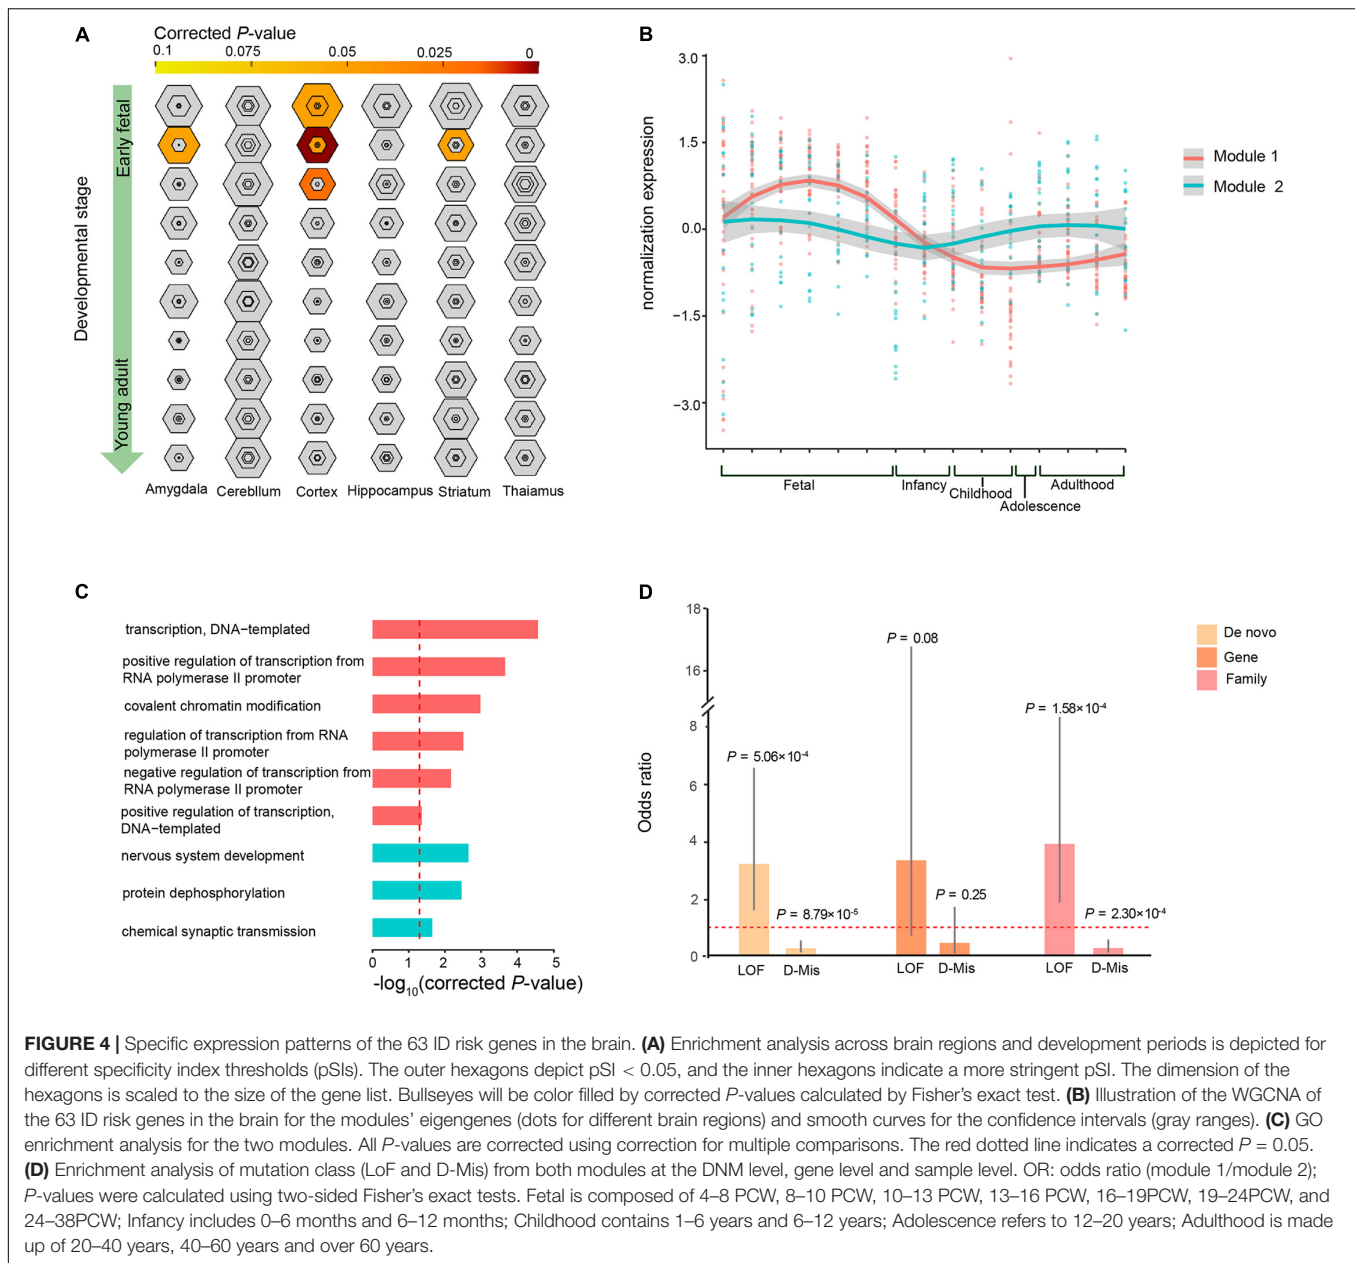 A
Corrected P-value
0.1 0.075 0.05 0.025 0
Developmental stage
Early fetal
Young adult
Amygdala Cerebllum Cortex Hippocampus Striatum Thaiamus
B
normalization expression
3.0
1.5
0.0
−1.5
−3.0
Module 1
Module 2
Fetal
Infancy
Childhood
Adolescence
Adulthood
C
transcription, DNA−templated
positive regulation of transcription from
RNA polymerase II promoter
covalent chromatin modification
regulation of transcription from RNA
polymerase II promoter
negative regulation of transcription from
RNA polymerase II promoter
positive regulation of transcription,
DNA−templated
nervous system development
protein dephosphorylation
chemical synaptic transmission
0 1 2 3 4 5
-log10(corrected P-value)
D
Odds ratio
18
16
8
6
4
2
0
P = 5.06×10-4
P = 8.79×10-5
P = 0.08
P = 0.25
P = 1.58×10-4
P = 2.30×10-4
LOF D-Mis LOF D-Mis LOF D-Mis
De novo
Gene
Family
FIGURE 4 | Specific expression patterns of the 63 ID risk genes in the brain. (A) Enrichment analysis across brain regions and development periods is depicted for
different specificity index thresholds (pSIs). The outer hexagons depict pSI < 0.05, and the inner hexagons indicate a more stringent pSI. The dimension of the
hexagons is scaled to the size of the gene list. Bullseyes will be color filled by corrected P-values calculated by Fisher's exact test. (B) Illustration of the WGCNA of
the 63 ID risk genes in the brain for the modules' eigengenes (dots for different brain regions) and smooth curves for the confidence intervals (gray ranges). (C) GO
enrichment analysis for the two modules. All P-values are corrected using correction for multiple comparisons. The red dotted line indicates a corrected P = 0.05.
(D) Enrichment analysis of mutation class (LoF and D-Mis) from both modules at the DNM level, gene level and sample level. OR: odds ratio (module 1/module 2);
P-values were calculated using two-sided Fisher's exact tests. Fetal is composed of 4–8 PCW, 8–10 PCW, 10–13 PCW, 13–16 PCW, 16–19PCW, 19–24PCW, and
24–38PCW; Infancy includes 0–6 months and 6–12 months; Childhood contains 1–6 years and 6–12 years; Adolescence refers to 12–20 years; Adulthood is made
up of 20–40 years, 40–60 years and over 60 years.